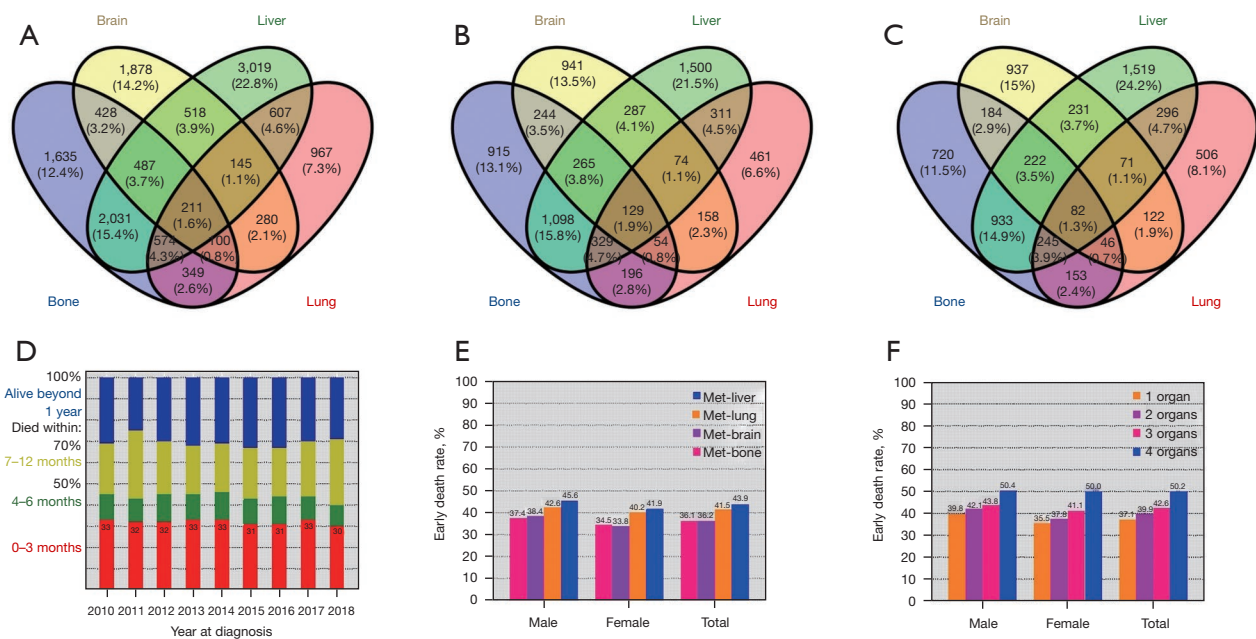 A
Brain
Liver
1,878
(14.2%)
3,019
(22.8%)
428
(3.2%)
518
(3.9%)
607
(4.6%)
1,635
(12.4%)
487
(3.7%)
145
(1.1%)
967
(7.3%)
2,031
(15.4%)
211
(1.6%)
280
(2.1%)
574
(4.3%)
100
(0.8%
349
(2.6%)
Bone
Lung
B
Brain
Liver
941
(13.5%)
1,500
(21.5%)
244
(3.5%)
287
(4.1%)
311
(4.5%)
915
(13.1%)
265
(3.8%)
74
(1.1%)
461
(6.6%)
1,098
(15.8%)
129
(1.9%)
158
(2.3%)
329
(4.7%)
54
(0.8%)
196
(2.8%)
Bone
Lung
C
Brain
Liver
937
(15%)
1,519
(24.2%)
184
(2.9%)
231
(3.7%)
296
(4.7%)
720
(11.5%)
222
(3.5%)
71
(1.1%)
506
(8.1%)
933
(14.9%)
82
(1.3%)
122
(1.9%)
245
(3.9%)
46
(0.7%)
153
(2.4%)
Bone
Lung
D
100%
Alive beyond
1 year
Died within:
70%
7–12 months
50%
4–6 months
0–3 months
33 32 32 33 33 31 31 33 30
2010 2011 2012 2013 2014 2015 2016 2017 2018
Year at diagnosis
E
Early death rate, %
100
90
80
70
60
50
40
30
20
10
0
Met-liver
Met-lung
Met-brain
Met-bone
37.4 38.4 42.6 45.6
34.5 33.8 40.2 41.9
36.1 36.2 41.5 43.9
Male Female Total
F
Early death rate, %
100
90
80
70
60
50
40
30
20
10
0
1 organ
2 organs
3 organs
4 organs
39.8 42.1 43.8 50.4
35.5 37.8 41.1 50.0
37.1 39.9 42.6 50.2
Male Female Total